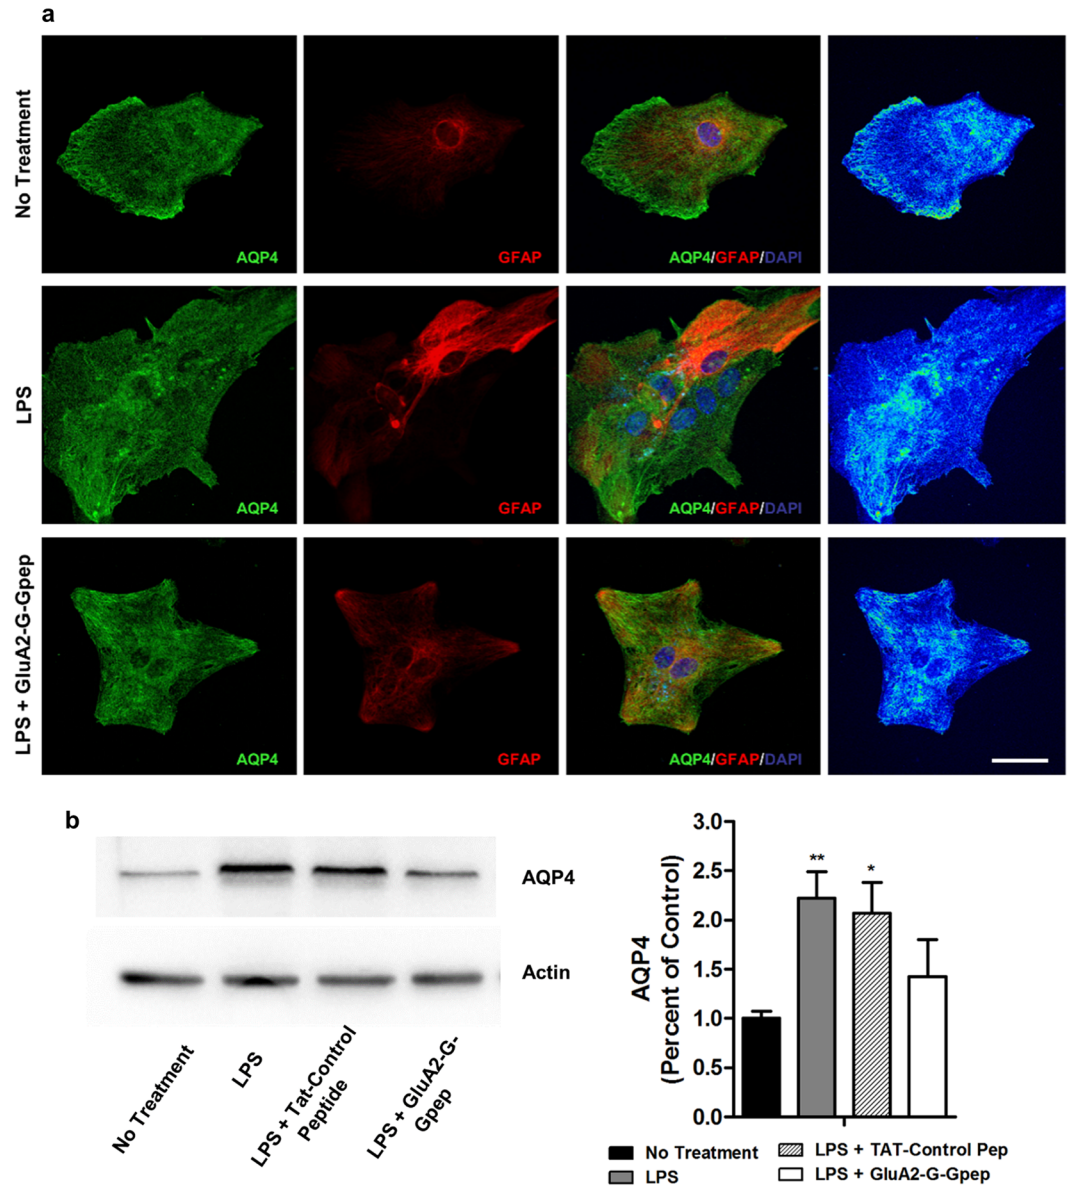 a
No Treatment
AQP4
GFAP
AQP4/GFAP/DAPI
LPS
AQP4
GFAP
AQP4/GFAP/DAPI
LPS + GluA2-G-Gpep
AQP4
GFAP
AQP4/GFAP/DAPI
b
AQP4
Actin
No Treatment
LPS
LPS + Tat-Control
Peptide
LPS + GluA2-G-
Gpep
AQP4
(Percent of Control)
3.0
2.5
2.0
1.5
1.0
0.5
0.0
**
*
No Treatment
LPS
LPS + TAT-Control Pep
LPS + GluA2-G-Gpep